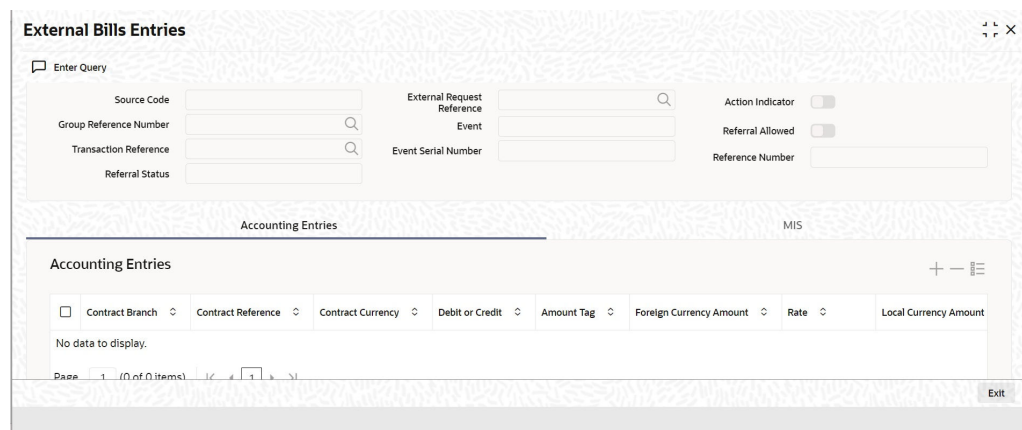 External Bills Entries
Enter Query
Source Code
Group Reference Number
Transaction Reference
Referral Status
External Request
Reference
Event
Event Serial Number
Action Indicator
Referral Allowed
Reference Number
Accounting Entries
MIS
Accounting Entries
Contract Branch Contract Reference Contract Currency Debit or Credit Amount Tag Foreign Currency Amount Rate Local Currency Amount
No data to display.
Page 1 (0 of 0 items) 1
Exit